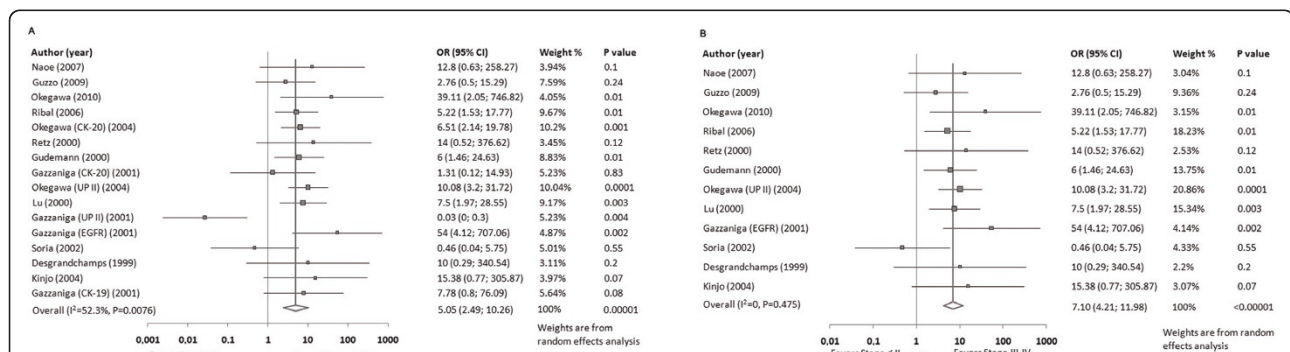 A
Author (year) OR (95% CI) Weight % P value
Naoe (2007) 12.8 (0.63; 258.27) 3.94% 0.1
Guzzo (2009) 2.76 (0.5; 15.29) 7.59% 0.24
Okegawa (2010) 39.11 (2.05; 746.82) 4.05% 0.01
Ribal (2006) 5.22 (1.53; 17.77) 9.67% 0.01
Okegawa (CK-20) (2004) 6.51 (2.14; 19.78) 10.2% 0.001
Retz (2000) 14 (0.52; 376.62) 3.45% 0.12
Gudemann (2000) 6 (1.46; 24.63) 8.83% 0.01
Gazzaniga (CK-20) (2001) 1.31 (0.12; 14.93) 5.23% 0.83
Okegawa (UP II) (2004) 10.08 (3.2; 31.72) 10.04% 0.0001
Lu (2000) 7.5 (1.97; 28.55) 9.17% 0.003
Gazzaniga (UP II) (2001) 0.03 (0; 0.3) 5.23% 0.004
Gazzaniga (EGFR) (2001) 54 (4.12; 707.06) 4.87% 0.002
Soria (2002) 0.46 (0.04; 5.75) 5.01% 0.55
Desgrandchamps (1999) 10 (0.29; 340.54) 3.11% 0.2
Kinjo (2004) 15.38 (0.77; 305.87) 3.97% 0.07
Gazzaniga (CK-19) (2001) 7.78 (0.8; 76.09) 5.64% 0.08
Overall (I²=52.3%, P=0.0076) 5.05 (2.49; 10.26) 100% 0.00001
Weights are from
random effects analysis
0,001 0,01 0,1 1 10 100 1000
B
Author (year) OR (95% CI) Weight % P value
Naoe (2007) 12.8 (0.63; 258.27) 3.04% 0.1
Guzzo (2009) 2.76 (0.5; 15.29) 9.36% 0.24
Okegawa (2010) 39.11 (2.05; 746.82) 3.15% 0.01
Ribal (2006) 5.22 (1.53; 17.77) 18.23% 0.01
Retz (2000) 14 (0.52; 376.62) 2.53% 0.12
Gudemann (2000) 6 (1.46; 24.63) 13.75% 0.01
Okegawa (UP II) (2004) 10.08 (3.2; 31.72) 20.86% 0.0001
Lu (2000) 7.5 (1.97; 28.55) 15.34% 0.003
Gazzaniga (EGFR) (2001) 54 (4.12; 707.06) 4.14% 0.002
Soria (2002) 0.46 (0.04; 5.75) 4.33% 0.55
Desgrandchamps (1999) 10 (0.29; 340.54) 2.2% 0.2
Kinjo (2004) 15.38 (0.77; 305.87) 3.07% 0.07
Overall (I²=0, P=0.475) 7.10 (4.21; 11.98) 100% <0.00001
Weights are from random
effects analysis
0,001 0,01 0,1 1 10 100 1000